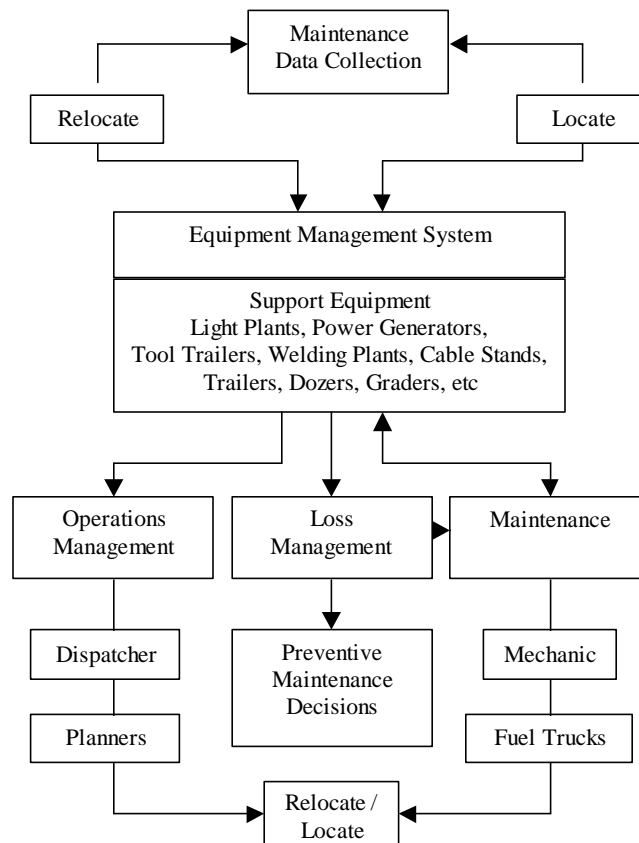 Maintenance
Data Collection
Relocate
Locate
Equipment Management System
Support Equipment
Light Plants, Power Generators,
Tool Trailers, Welding Plants, Cable Stands,
Trailers, Dozers, Graders, etc
Operations
Management
Loss
Management
Maintenance
Dispatcher
Preventive
Maintenance
Decisions
Mechanic
Planners
Fuel Trucks
Relocate /
Locate